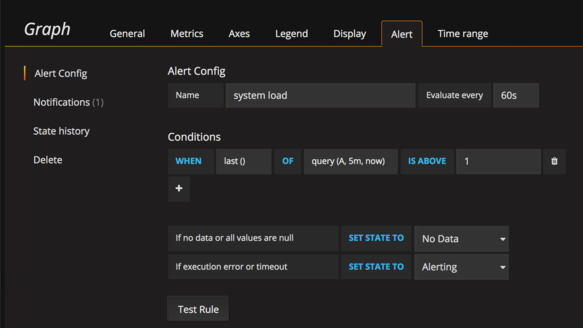 Graph General Metrics Axes Legend Display Alert Time range
Alert Config
Notifications (1)
State history
Delete
Alert Config
Name system load Evaluate every 60s
Conditions
WHEN last () OF query (A, 5m, now) IS ABOVE 1
+
If no data or all values are null SET STATE TO No Data
If execution error or timeout SET STATE TO Alerting
Test Rule